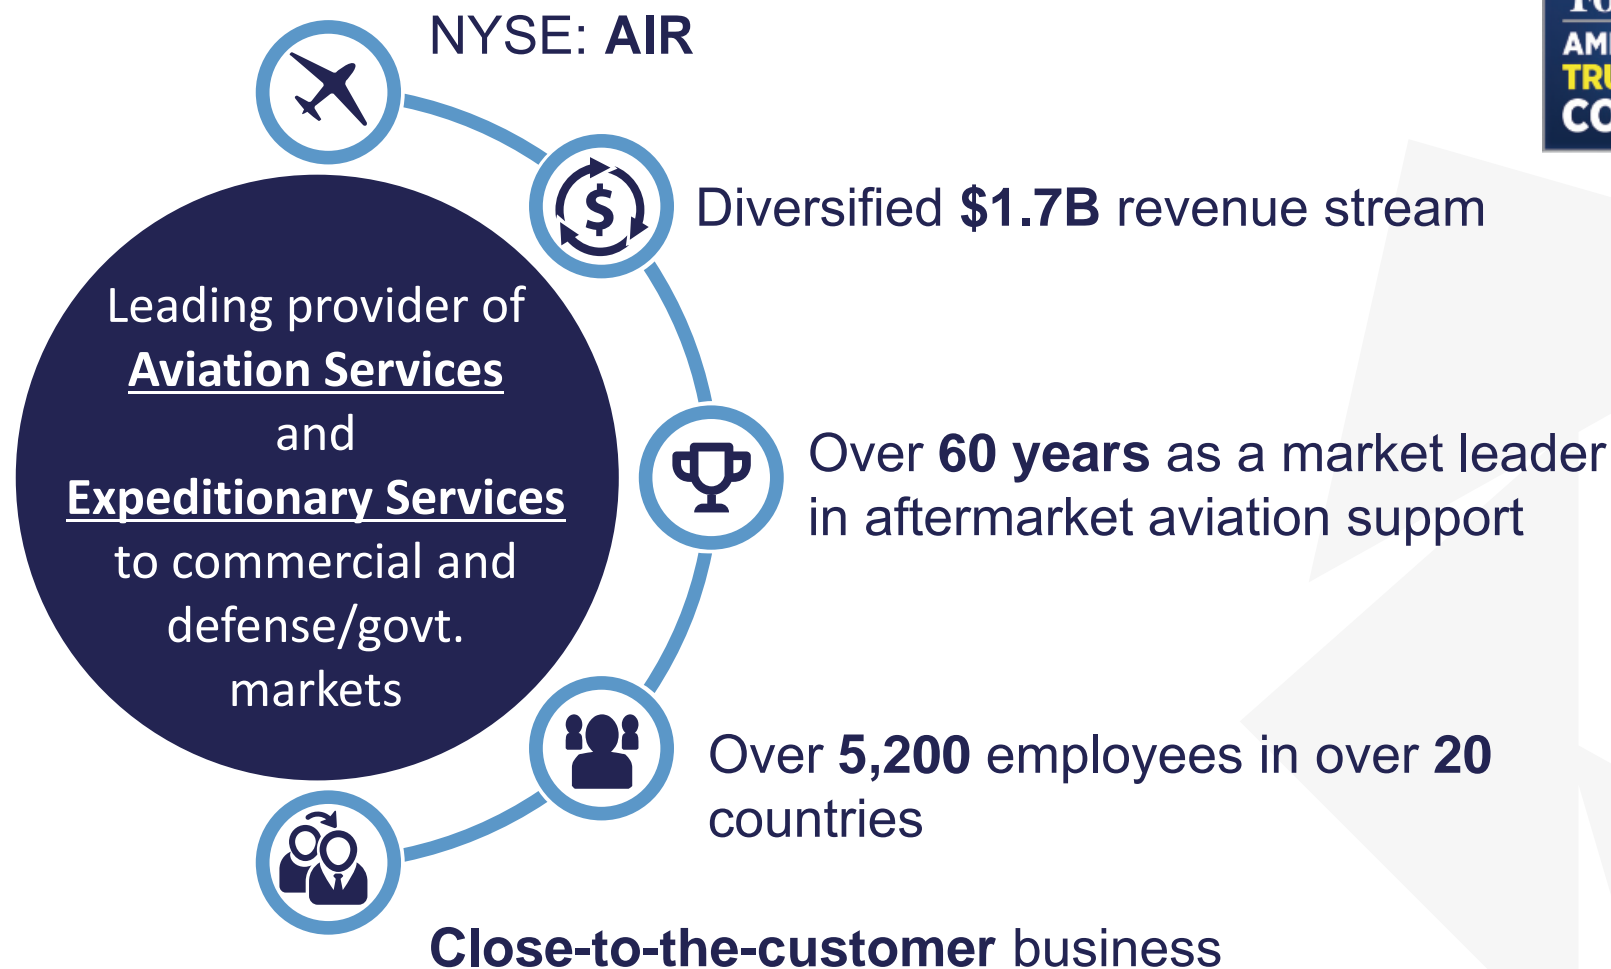 NYSE: AIR
Diversified $1.7B revenue stream
Leading provider of
Aviation Services
and
Expeditionary Services
to commercial and
defense/govt.
markets
Over 60 years as a market leader
in aftermarket aviation support
Over 5,200 employees in over 20
countries
Close-to-the-customer business
$